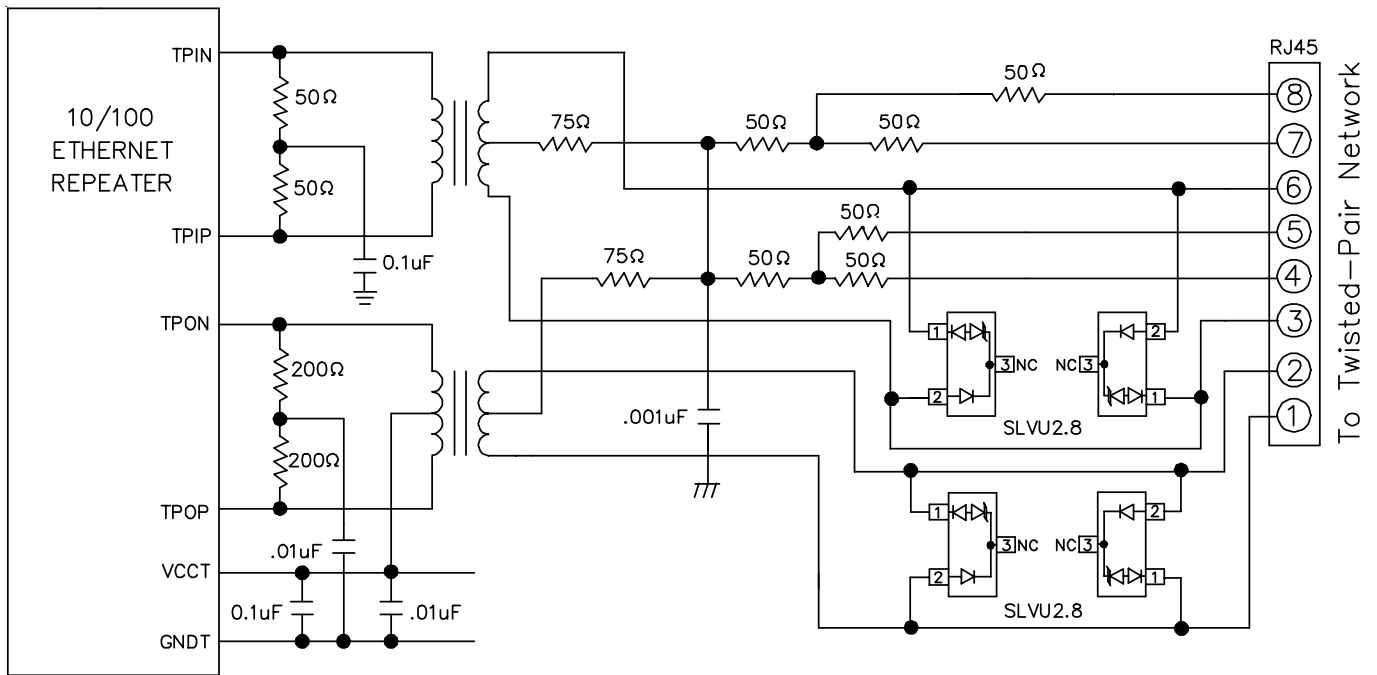 10/100
ETHERNET
REPEATER
TPIN
TPIP
TPON
TPOP
VCCT
GNDT
50Ω
50Ω
0.1uF
200Ω
200Ω
.01uF
0.1uF
.01uF
75Ω
75Ω
.001uF
50Ω
50Ω
50Ω
50Ω
50Ω
50Ω
1
2
3 NC
NC 3
2
1
SLVU2.8
1
2
3 NC
NC 3
2
1
SLVU2.8
RJ45
8
7
6
5
4
3
2
1
To Twisted-Pair Network